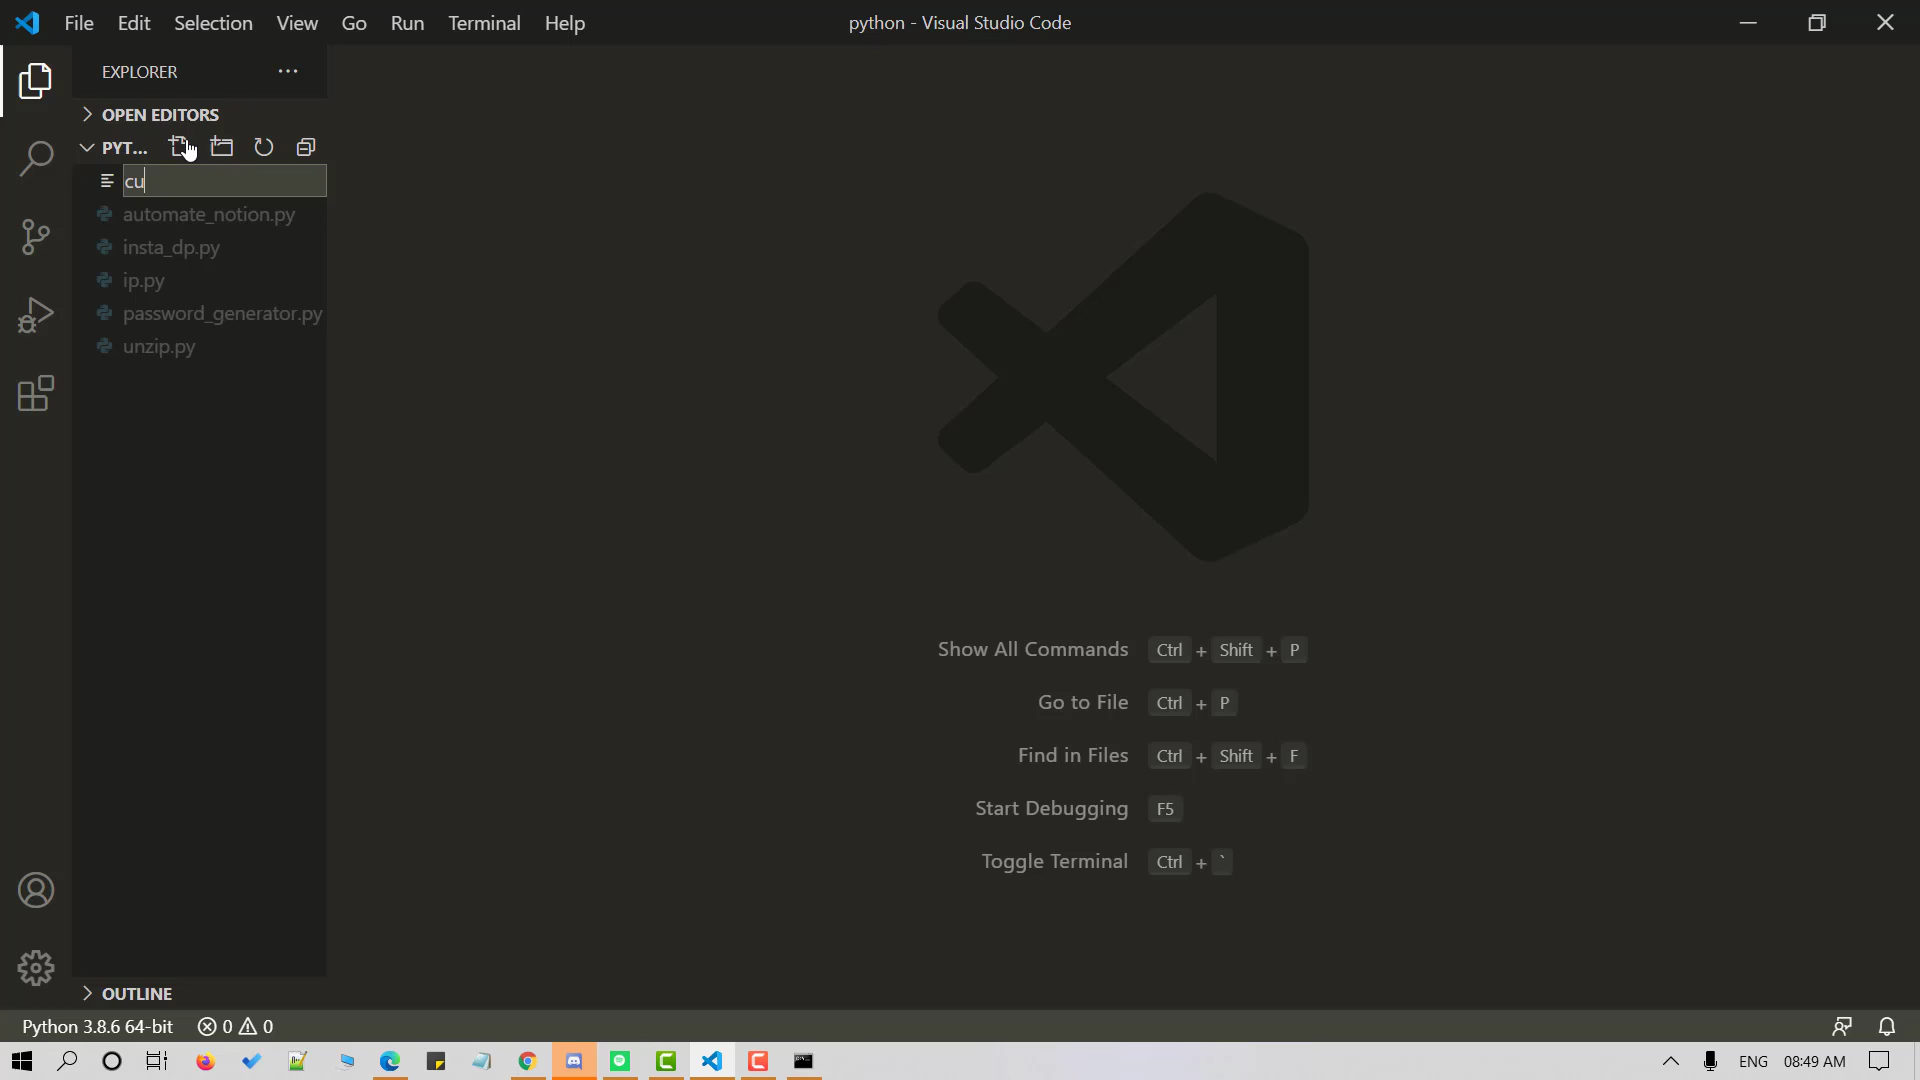 File Edit Selection View Go Run Terminal Help
python - Visual Studio Code
EXPLORER
OPEN EDITORS
PYT...
cu
automate_notion.py
insta_dp.py
ip.py
password_generator.py
unzip.py
Show All Commands Ctrl + Shift + P
Go to File Ctrl + P
Find in Files Ctrl + Shift + F
Start Debugging F5
Toggle Terminal Ctrl + `
OUTLINE
Python 3.8.6 64-bit 0 0
ENG 08:49 AM